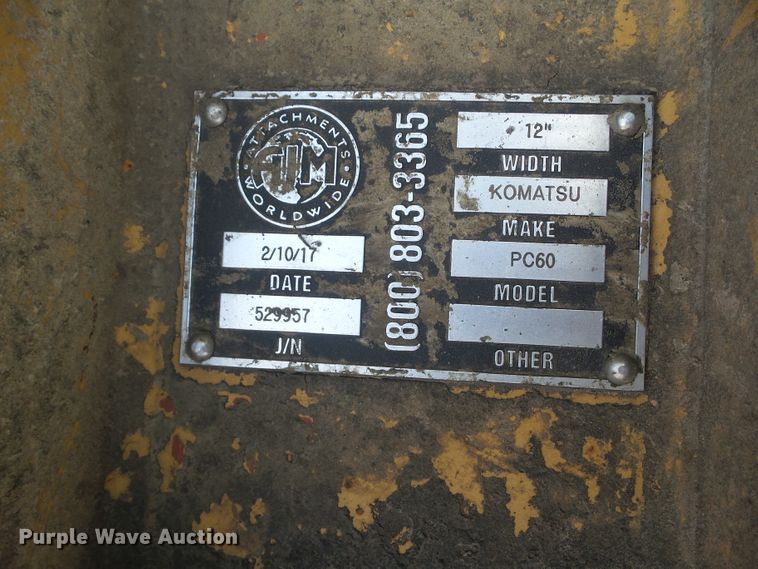 ATTACHMENTS
WORLDWIDE
2/10/17
DATE
529957
J/N
(800) 803-3365
12"
WIDTH
KOMATSU
MAKE
PC60
MODEL
OTHER
Purple Wave Auction